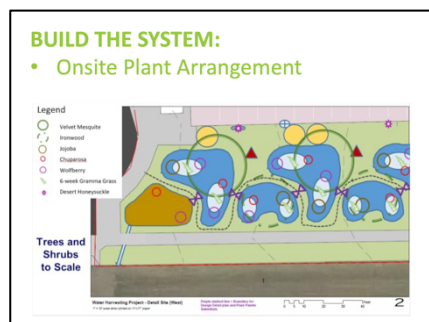 BUILD THE SYSTEM:
• Onsite Plant Arrangement
Legend
Velvet Mesquite
Ironwood
Jojoba
Chuparosa
Wolfberry
6-week Gramma Grass
Desert Honeysuckle
Trees and
Shrubs
to Scale
Water Harvesting Project - Detail Site (West)
2